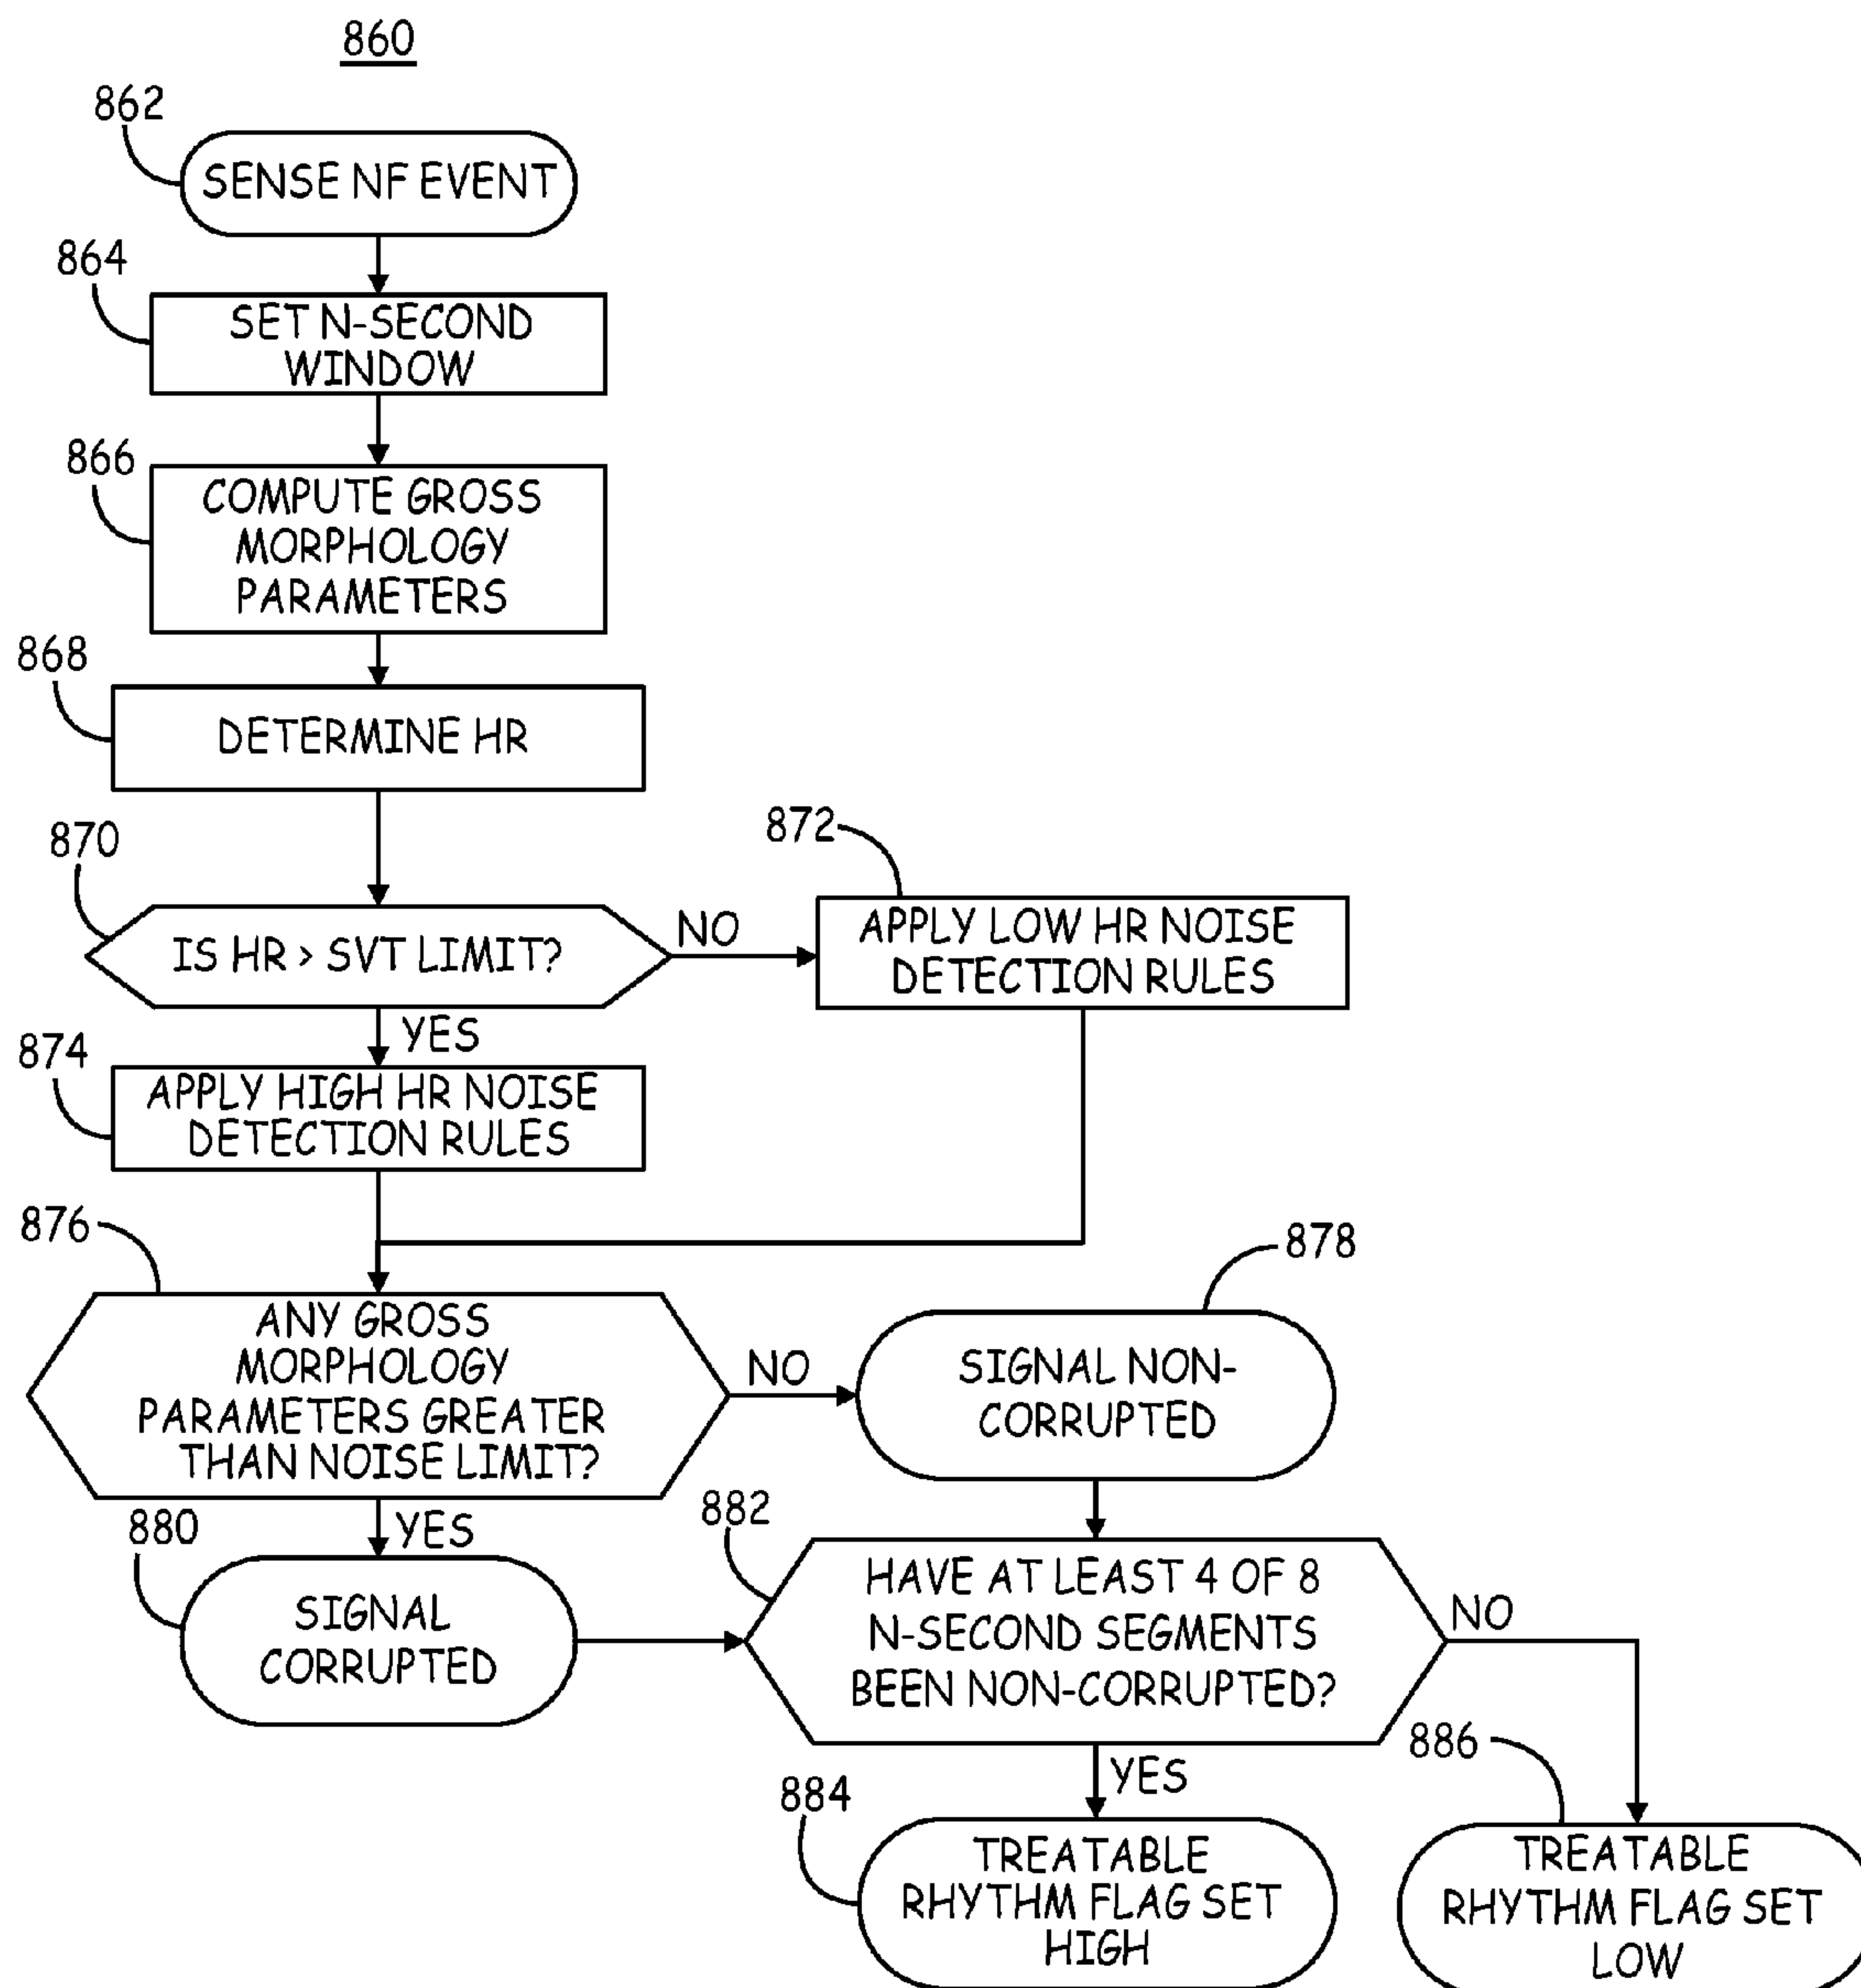 860
862
SENSE NF EVENT
864
SET N-SECOND
WINDOW
866
COMPUTE GROSS
MORPHOLOGY
PARAMETERS
868
DETERMINE HR
870
IS HR > SVT LIMIT?
NO
872
APPLY LOW HR NOISE
DETECTION RULES
YES
874
APPLY HIGH HR NOISE
DETECTION RULES
876
ANY GROSS
MORPHOLOGY
PARAMETERS GREATER
THAN NOISE LIMIT?
NO
878
SIGNAL NON-
CORRUPTED
YES
880
SIGNAL
CORRUPTED
882
HAVE AT LEAST 4 OF 8
N-SECOND SEGMENTS
BEEN NON-CORRUPTED?
NO
YES
884
TREATABLE
RHYTHM FLAG SET
HIGH
886
TREATABLE
RHYTHM FLAG SET
LOW